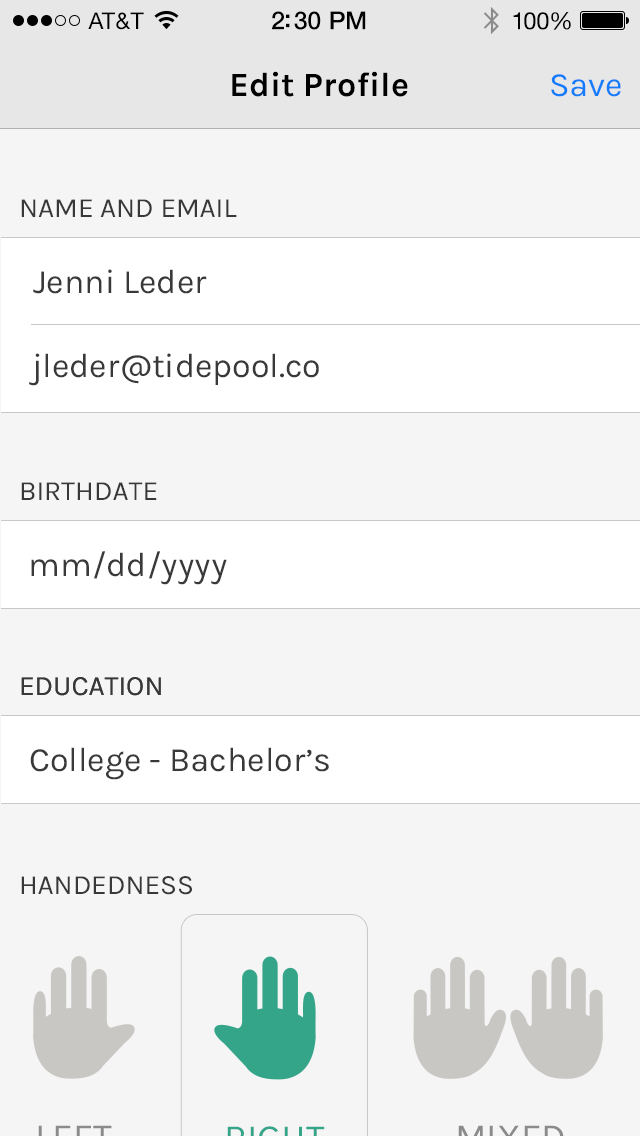 AT&T 2:30 PM 100%
Edit Profile Save
NAME AND EMAIL
Jenni Leder
jleder@tidepool.co
BIRTHDATE
mm/dd/yyyy
EDUCATION
College - Bachelor’s
HANDEDNESS
LEFT RIGHT MIXED